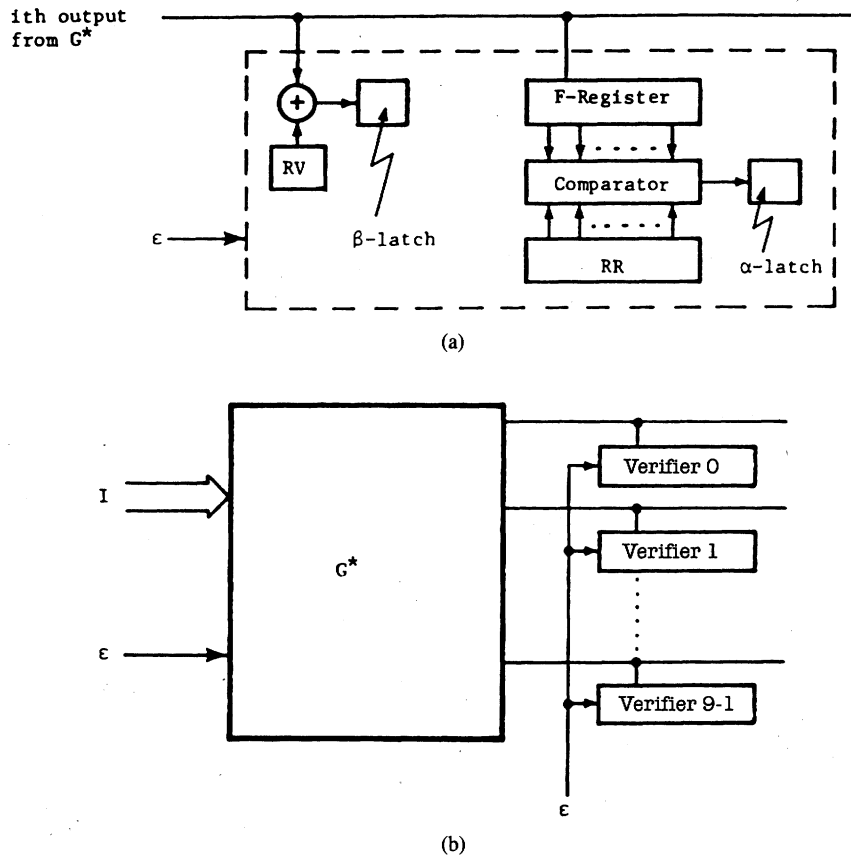 ith output
from G*
+
F-Register
RV
Comparator
ε
β-latch
RR
α-latch
(a)
I
G*
ε
Verifier 0
Verifier 1
Verifier 9-1
ε
(b)